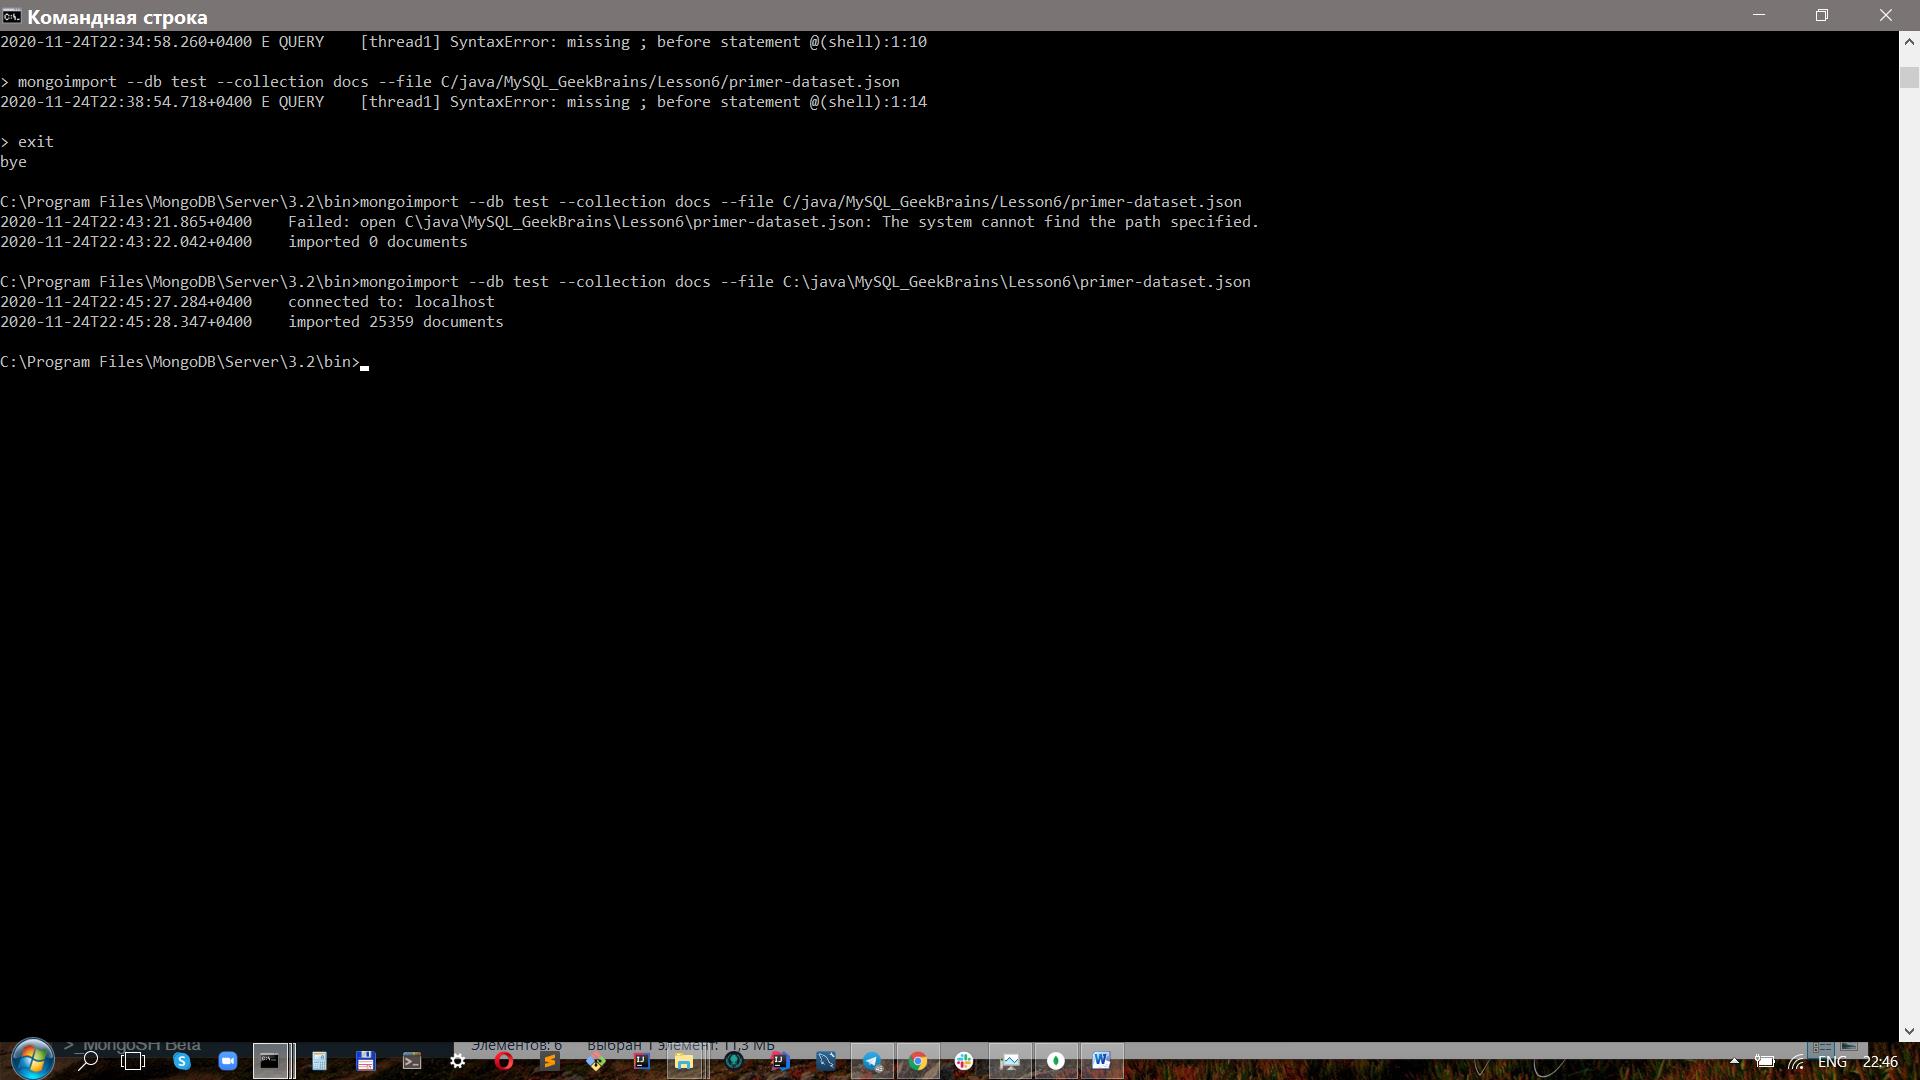 Командная строка
2020-11-24T22:34:58.260+0400 E QUERY    [thread1] SyntaxError: missing ; before statement @(shell):1:10
> mongoimport --db test --collection docs --file C/java/MySQL_GeekBrains/Lesson6/primer-dataset.json
2020-11-24T22:38:54.718+0400 E QUERY    [thread1] SyntaxError: missing ; before statement @(shell):1:14
> exit
bye
C:\Program Files\MongoDB\Server\3.2\bin>mongoimport --db test --collection docs --file C/java/MySQL_GeekBrains/Lesson6/primer-dataset.json
2020-11-24T22:43:21.865+0400    Failed: open C\java\MySQL_GeekBrains\Lesson6\primer-dataset.json: The system cannot find the path specified.
2020-11-24T22:43:22.042+0400    imported 0 documents
C:\Program Files\MongoDB\Server\3.2\bin>mongoimport --db test --collection docs --file C:\java\MySQL_GeekBrains\Lesson6\primer-dataset.json
2020-11-24T22:45:27.284+0400    connected to: localhost
2020-11-24T22:45:28.347+0400    imported 25359 documents
C:\Program Files\MongoDB\Server\3.2\bin>
>_MongoSH Beta
Элементов: 6    Выбран 1 элемент: 11,3 МБ
ENG 22:46